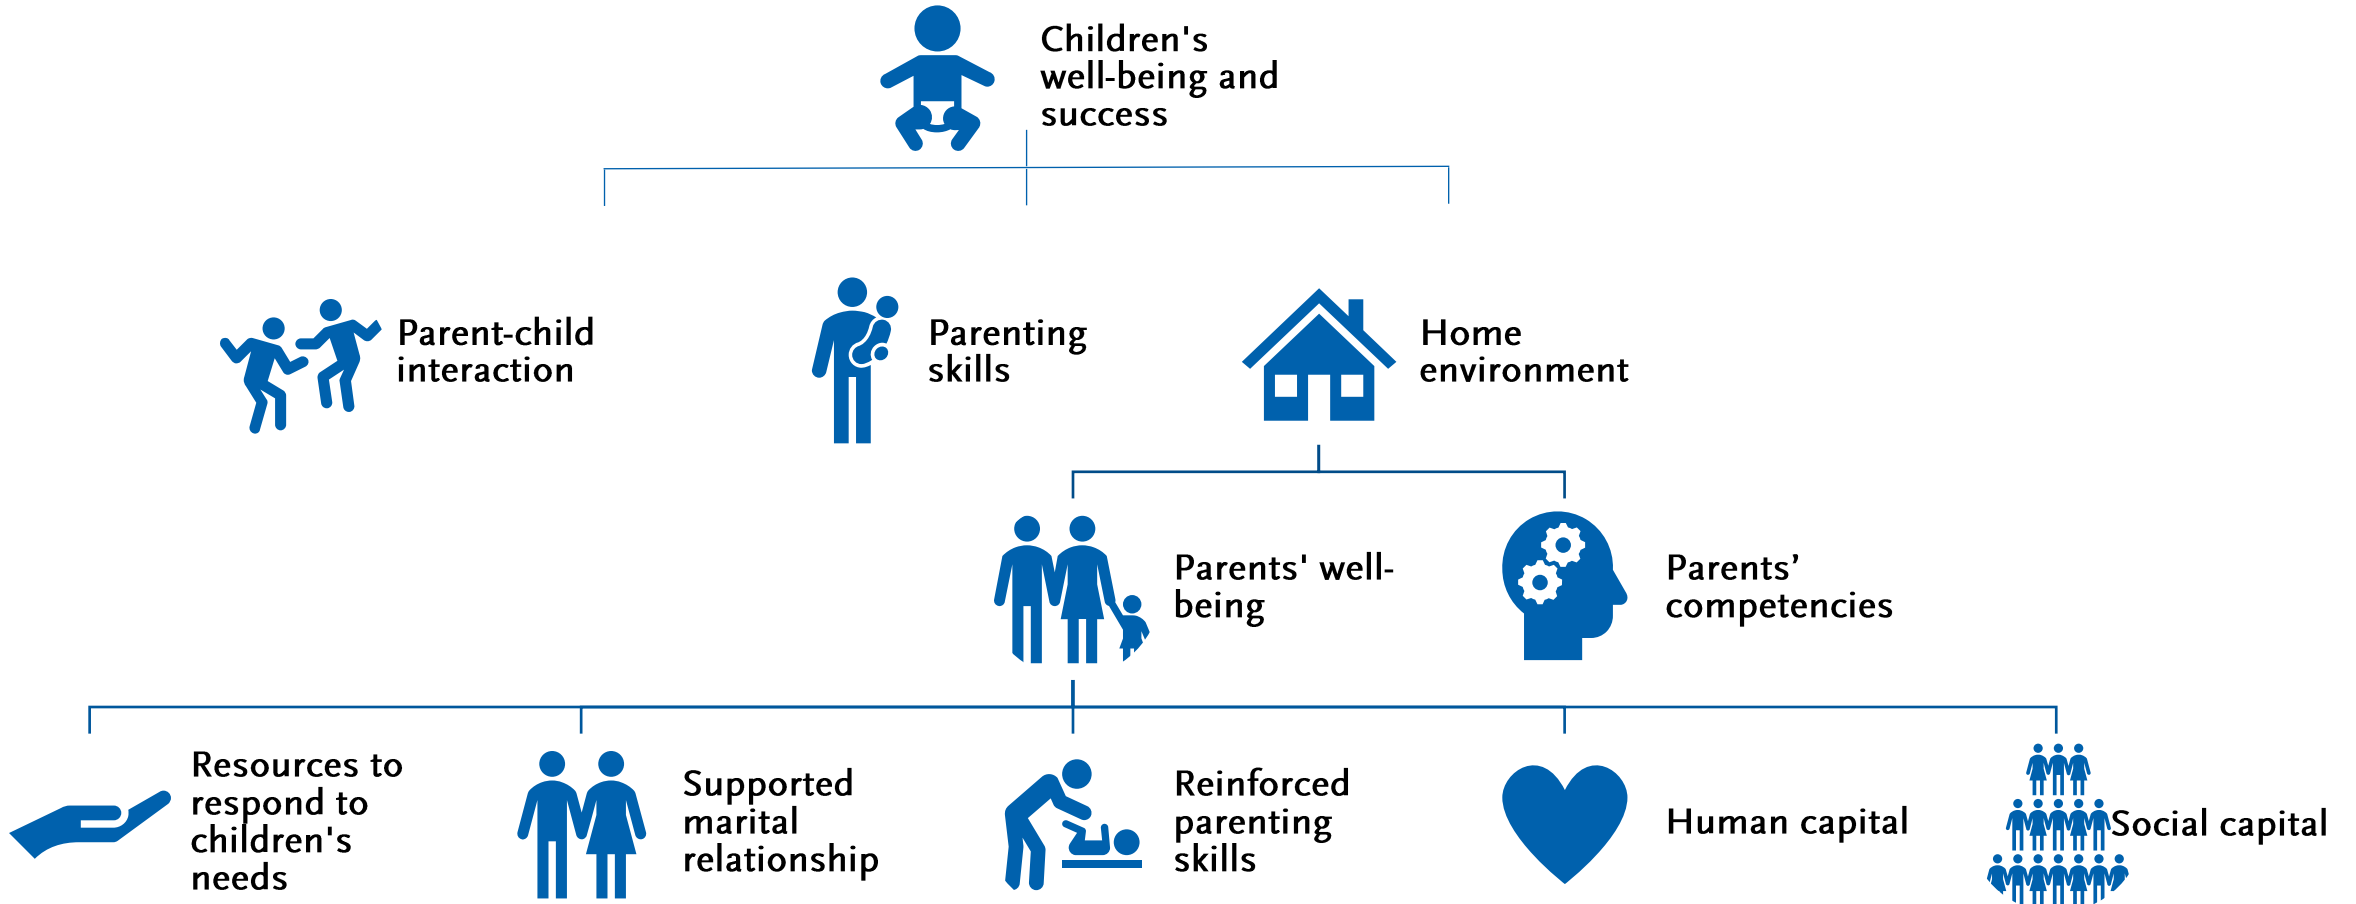 Children's
well-being and
success
Parent-child
interaction
Parenting
skills
Home
environment
Parents' well-
being
Parents’
competencies
Resources to
respond to
children's
needs
Supported
marital
relationship
Reinforced
parenting
skills
Human capital
Social capital